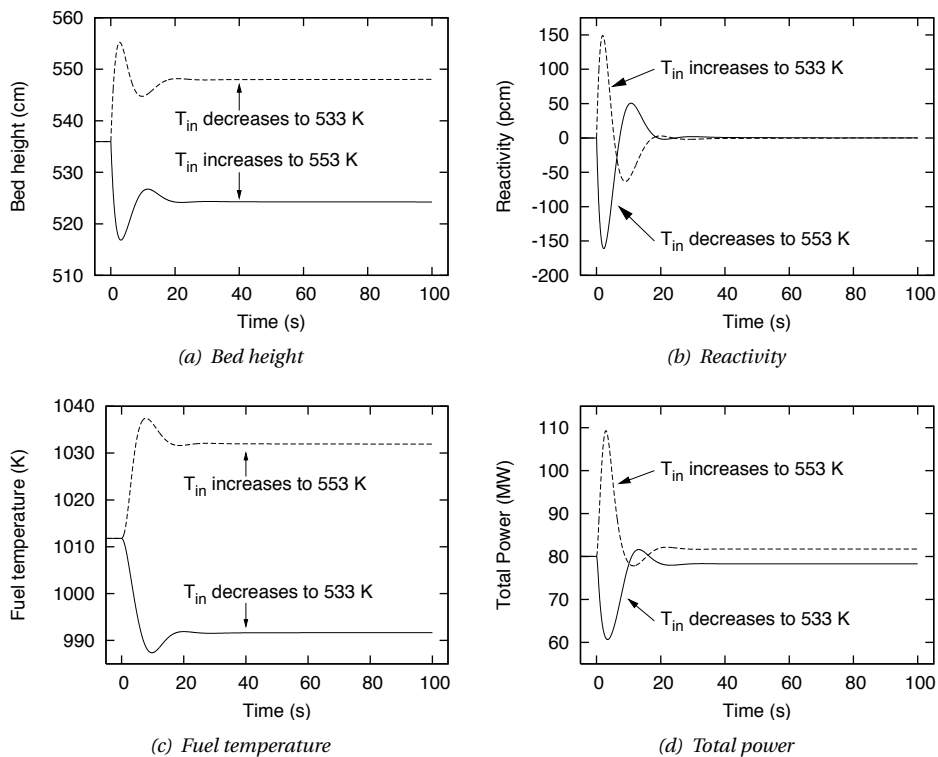 560
550
540
530
520
510
Bed height (cm)
T_in decreases to 533 K
T_in increases to 553 K
0 20 40 60 80 100
Time (s)
(a) Bed height
150
100
50
0
-50
-100
-150
-200
Reactivity (pcm)
T_in increases to 533 K
T_in decreases to 553 K
0 20 40 60 80 100
Time (s)
(b) Reactivity
1040
1030
1020
1010
1000
990
Fuel temperature (K)
T_in increases to 553 K
T_in decreases to 533 K
0 20 40 60 80 100
Time (s)
(c) Fuel temperature
110
100
90
80
70
60
Total Power (MW)
T_in increases to 553 K
T_in decreases to 533 K
0 20 40 60 80 100
Time (s)
(d) Total power